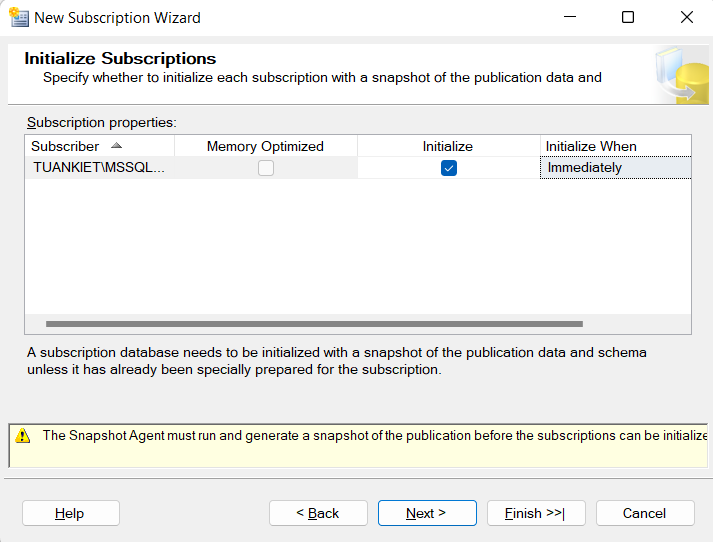 New Subscription Wizard
Initialize Subscriptions
Specify whether to initialize each subscription with a snapshot of the publication data and
Subscription properties:
Subscriber Memory Optimized Initialize Initialize When
TUANKIET\MSSQL... Immediately
A subscription database needs to be initialized with a snapshot of the publication data and schema
unless it has already been specially prepared for the subscription.
The Snapshot Agent must run and generate a snapshot of the publication before the subscriptions can be initialize
Help < Back Next > Finish >>| Cancel